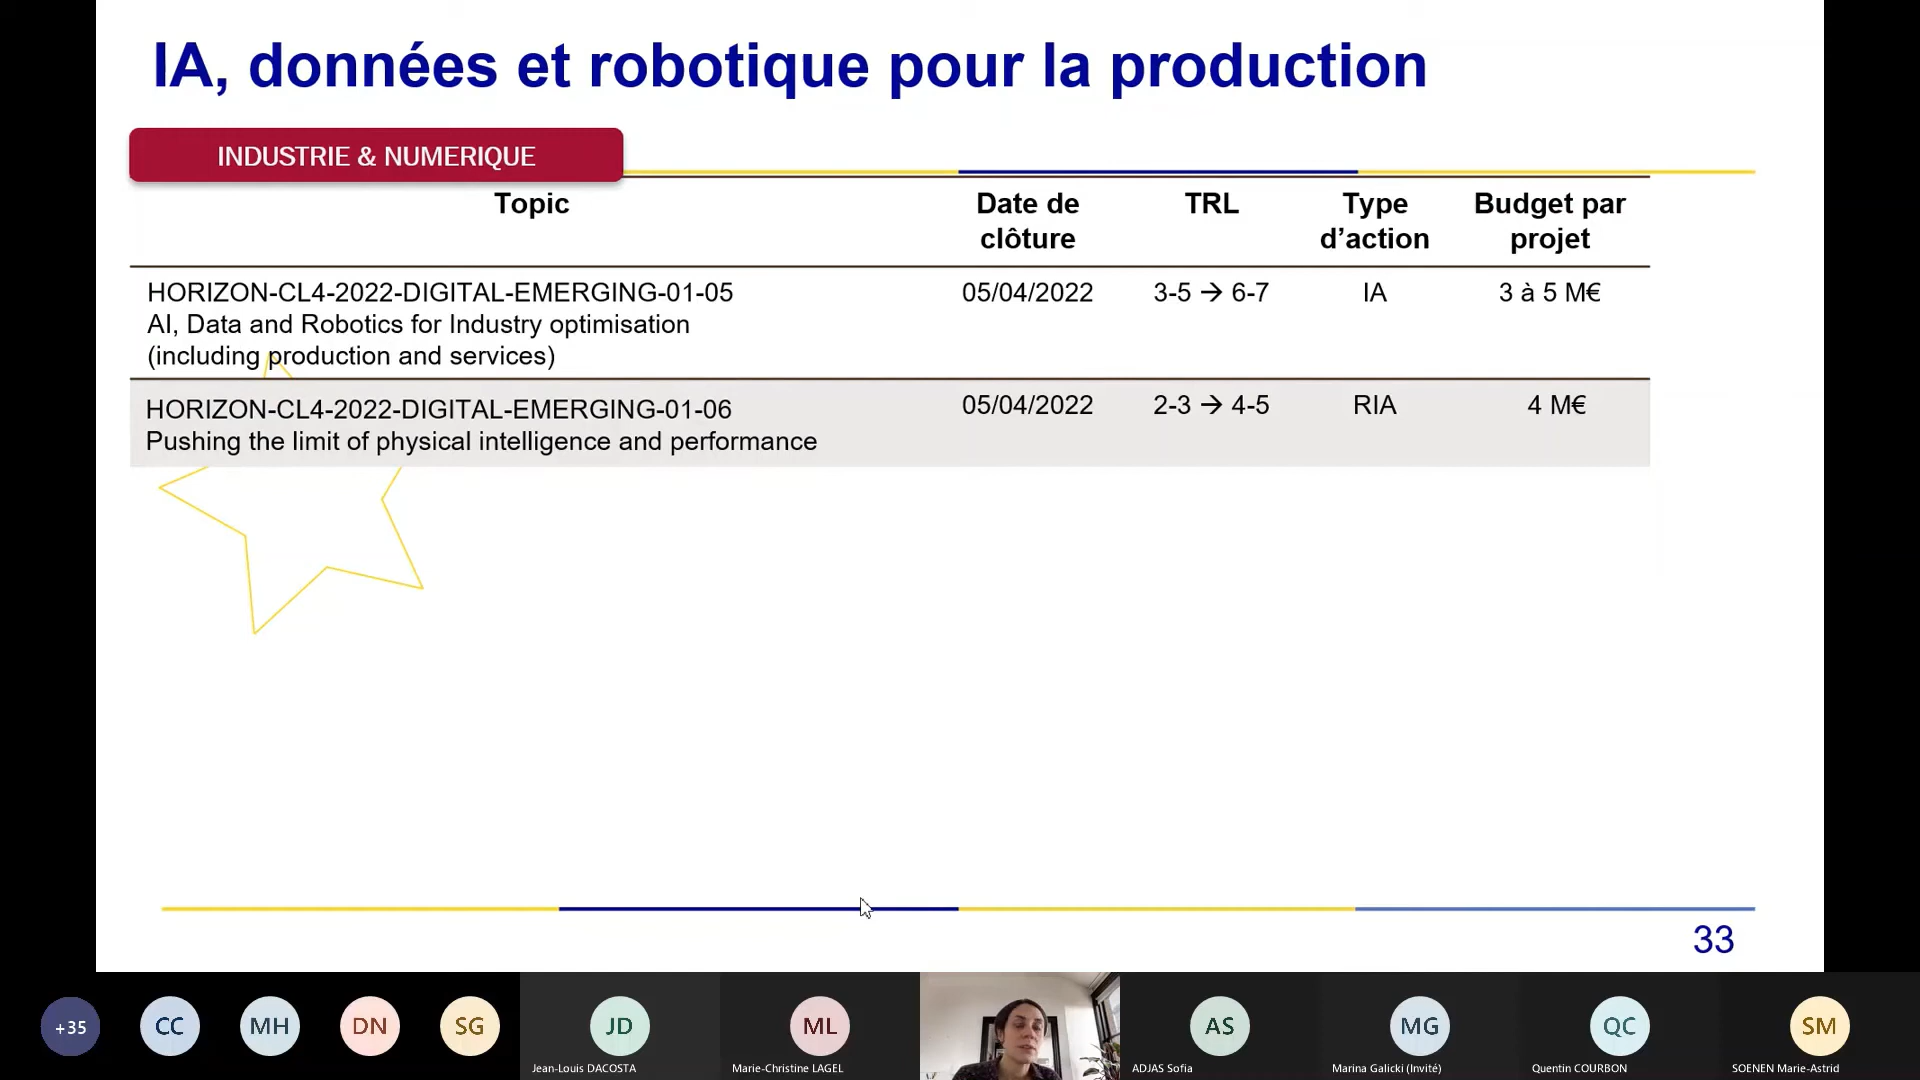 IA, données et robotique pour la production
INDUSTRIE & NUMERIQUE
Topic
Date de clôture
TRL
Type d’action
Budget par projet
HORIZON-CL4-2022-DIGITAL-EMERGING-01-05
AI, Data and Robotics for Industry optimisation
(including production and services)
05/04/2022
3-5 → 6-7
IA
3 à 5 M€
HORIZON-CL4-2022-DIGITAL-EMERGING-01-06
Pushing the limit of physical intelligence and performance
05/04/2022
2-3 → 4-5
RIA
4 M€
33
+35
CC
MH
DN
SG
JD
Jean-Louis DACOSTA
ML
Marie-Christine LAGEL
AS
ADJAS Sofia
MG
Marina Galicki (Invité)
QC
Quentin COURBON
SM
SOENEN Marie-Astrid